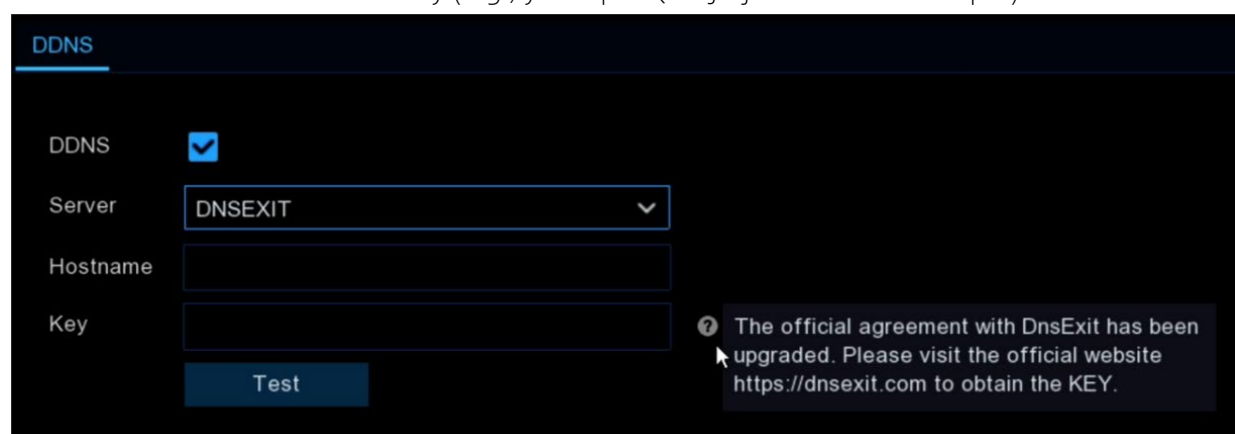 DDNS
DDNS
Server DNSEXIT
Hostname
Key
The official agreement with DnsExit has been
upgraded. Please visit the official website
https://dnsexit.com to obtain the KEY.
Test